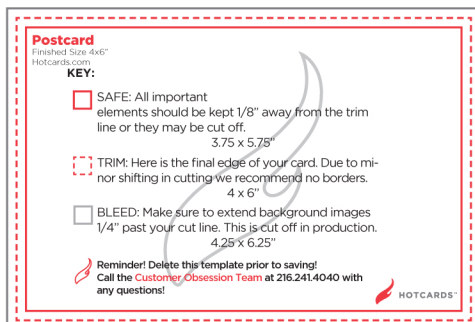 Postcard
Finished Size 4x6"
Hotcards.com
KEY:
SAFE: All important
elements should be kept 1/8" away from the trim
line or they may be cut off.
3.75 x 5.75"
TRIM: Here is the final edge of your card. Due to mi-
nor shifting in cutting we recommend no borders.
4 x 6"
BLEED: Make sure to extend background images
1/4" past your cut line. This is cut off in production.
4.25 x 6.25"
Reminder! Delete this template prior to saving!
Call the Customer Obsession Team at 216.241.4040 with
any questions!
HOTCARDS™